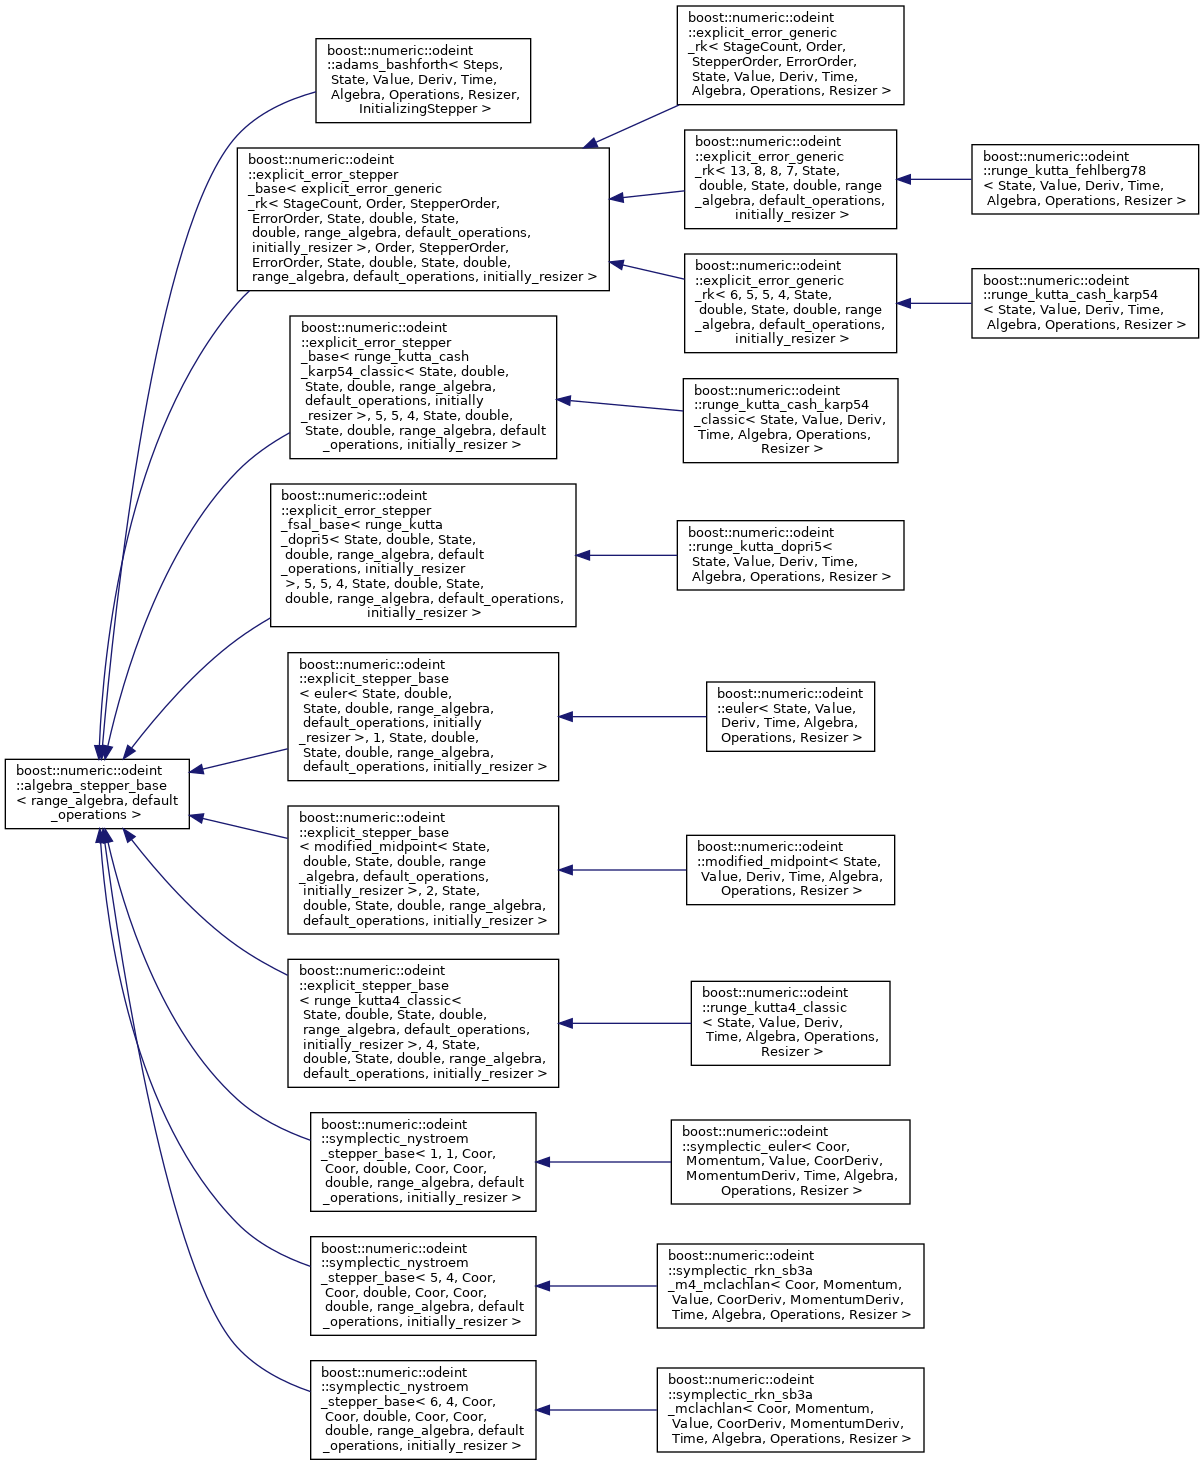 boost::numeric::odeint
::adams_bashforth< Steps,
State, Value, Deriv, Time,
Algebra, Operations, Resizer,
InitializingStepper >
boost::numeric::odeint
::explicit_error_stepper
_base< explicit_error_generic
_rk< StageCount, Order, StepperOrder,
ErrorOrder, State, double, State,
double, range_algebra, default_operations,
initially_resizer >, Order, StepperOrder,
ErrorOrder, State, double, State, double,
range_algebra, default_operations, initially_resizer >
boost::numeric::odeint
::explicit_error_generic
_rk< StageCount, Order,
StepperOrder, ErrorOrder,
State, Value, Deriv, Time,
Algebra, Operations, Resizer >
boost::numeric::odeint
::explicit_error_generic
_rk< 13, 8, 8, 7, State,
double, State, double, range
_algebra, default_operations,
initially_resizer >
boost::numeric::odeint
::runge_kutta_fehlberg78
< State, Value, Deriv, Time,
Algebra, Operations, Resizer >
boost::numeric::odeint
::explicit_error_generic
_rk< 6, 5, 5, 4, State,
double, State, double, range
_algebra, default_operations,
initially_resizer >
boost::numeric::odeint
::runge_kutta_cash_karp54
< State, Value, Deriv, Time,
Algebra, Operations, Resizer >
boost::numeric::odeint
::explicit_error_stepper
_base< runge_kutta_cash
_karp54_classic< State, double,
State, double, range_algebra,
default_operations, initially
_resizer >, 5, 5, 4, State, double,
State, double, range_algebra, default
_operations, initially_resizer >
boost::numeric::odeint
::runge_kutta_cash_karp54
_classic< State, Value, Deriv,
Time, Algebra, Operations,
Resizer >
boost::numeric::odeint
::explicit_error_stepper
_fsal_base< runge_kutta
_dopri5< State, double, State,
double, range_algebra, default
_operations, initially_resizer
>, 5, 5, 4, State, double, State,
double, range_algebra, default_operations,
initially_resizer >
boost::numeric::odeint
::runge_kutta_dopri5<
State, Value, Deriv, Time,
Algebra, Operations, Resizer >
boost::numeric::odeint
::explicit_stepper_base
< euler< State, double,
State, double, range_algebra,
default_operations, initially
_resizer >, 1, State, double,
State, double, range_algebra,
default_operations, initially_resizer >
boost::numeric::odeint
::euler< State, Value,
Deriv, Time, Algebra,
Operations, Resizer >
boost::numeric::odeint
::algebra_stepper_base
< range_algebra, default
_operations >
boost::numeric::odeint
::explicit_stepper_base
< modified_midpoint< State,
double, State, double, range
_algebra, default_operations,
initially_resizer >, 2, State,
double, State, double, range_algebra,
default_operations, initially_resizer >
boost::numeric::odeint
::modified_midpoint< State,
Value, Deriv, Time, Algebra,
Operations, Resizer >
boost::numeric::odeint
::explicit_stepper_base
< runge_kutta4_classic<
State, double, State, double,
range_algebra, default_operations,
initially_resizer >, 4, State,
double, State, double, range_algebra,
default_operations, initially_resizer >
boost::numeric::odeint
::runge_kutta4_classic
< State, Value, Deriv,
Time, Algebra, Operations,
Resizer >
boost::numeric::odeint
::symplectic_nystroem
_stepper_base< 1, 1, Coor,
Coor, double, Coor, Coor,
double, range_algebra, default
_operations, initially_resizer >
boost::numeric::odeint
::symplectic_euler< Coor,
Momentum, Value, CoorDeriv,
MomentumDeriv, Time, Algebra,
Operations, Resizer >
boost::numeric::odeint
::symplectic_nystroem
_stepper_base< 5, 4, Coor,
Coor, double, Coor, Coor,
double, range_algebra, default
_operations, initially_resizer >
boost::numeric::odeint
::symplectic_rkn_sb3a
_m4_mclachlan< Coor, Momentum,
Value, CoorDeriv, MomentumDeriv,
Time, Algebra, Operations, Resizer >
boost::numeric::odeint
::symplectic_nystroem
_stepper_base< 6, 4, Coor,
Coor, double, Coor, Coor,
double, range_algebra, default
_operations, initially_resizer >
boost::numeric::odeint
::symplectic_rkn_sb3a
_mclachlan< Coor, Momentum,
Value, CoorDeriv, MomentumDeriv,
Time, Algebra, Operations, Resizer >